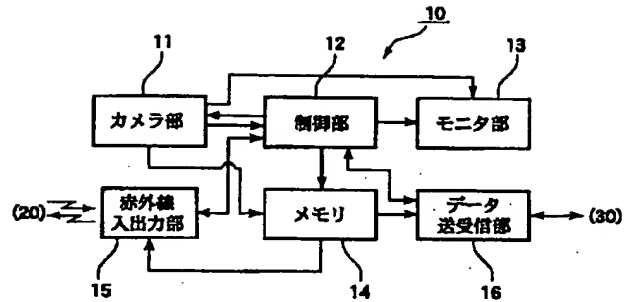 10
11
12
13
カメラ部
制御部
モニタ部
(20)
赤外線
入出力部
メモリ
データ
送受信部
(30)
15
14
16